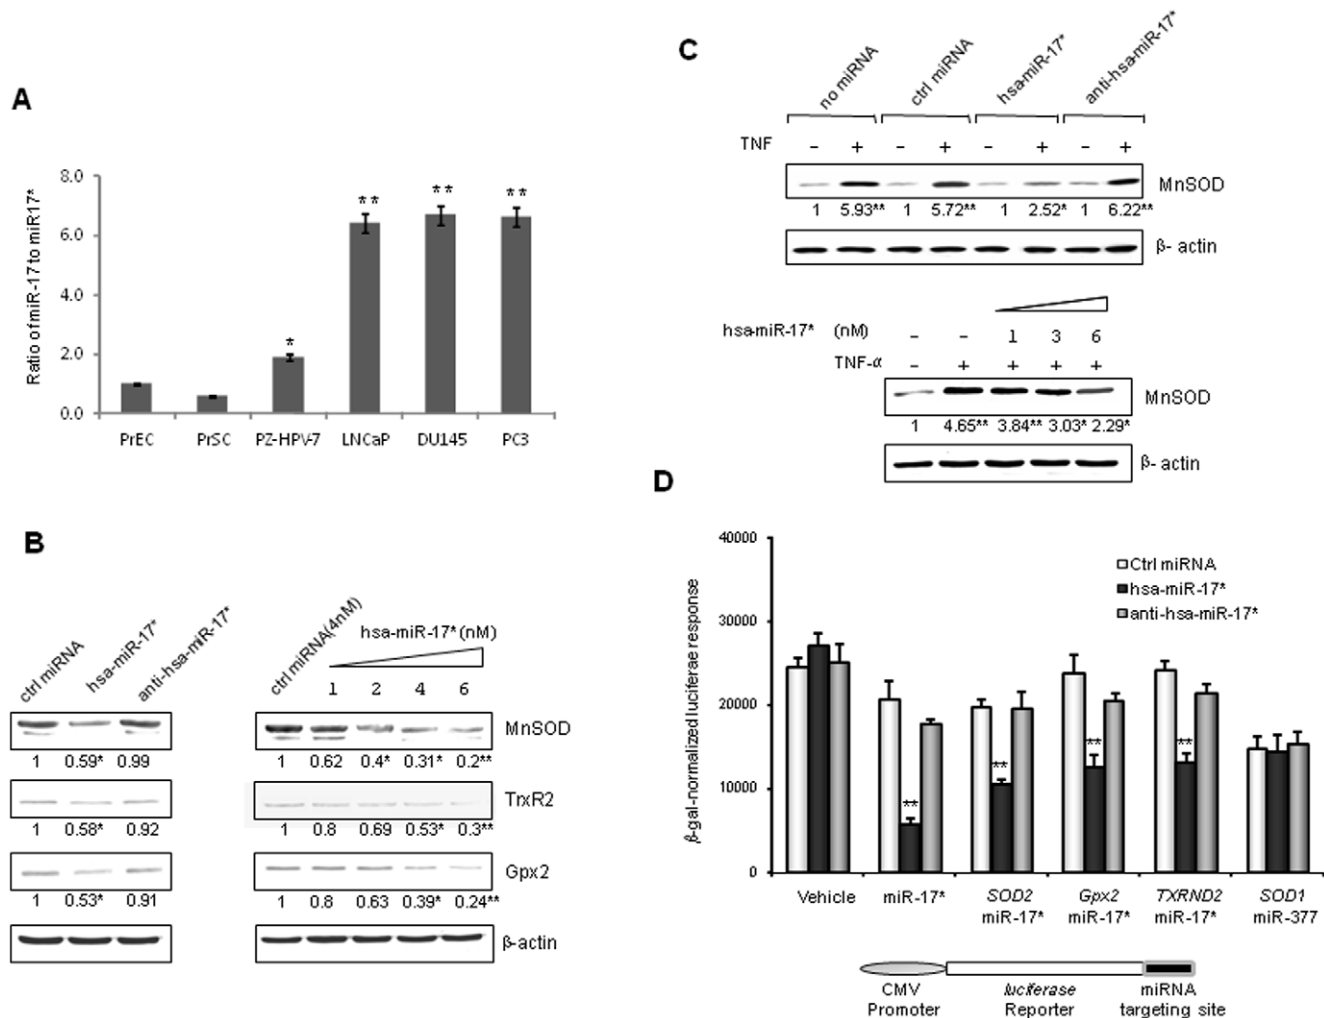 A
Ratio of miR-17 to miR17*
8.0
6.0
4.0
2.0
0.0
*
**
**
**
PrEC PrSC PZ-HPV-7 LNCaP DU145 PC3
B
ctrl miRNA hsa-miR-17* anti-hsa-miR-17*
ctrl miRNA(4nM) hsa-miR-17* (nM)
1 2 4 6
MnSOD
1 0.59* 0.99 1 0.62 0.4* 0.31* 0.2**
TrxR2
1 0.58* 0.92 1 0.8 0.69 0.53* 0.3**
Gpx2
1 0.53* 0.91 1 0.8 0.63 0.39* 0.24**
β-actin
C
no miRNA ctrl miRNA hsa-miR-17* anti-hsa-miR-17*
TNF - + - + - + - +
MnSOD
1 5.93** 1 5.72** 1 2.52* 1 6.22**
β- actin
hsa-miR-17* (nM) - - 1 3 6
TNF-α - + + + +
MnSOD
1 4.65** 3.84** 3.03* 2.29*
β- actin
D
β-gal-normalized luciferae response
40000
30000
20000
10000
0
Ctrl miRNA
hsa-miR-17*
anti-hsa-miR-17*
**
**
**
**
Vehicle miR-17* SOD2 Gpx2 TXRND2 SOD1
miR-17* miR-17* miR-17* miR-377
CMV luciferase miRNA
Promoter Reporter targeting site